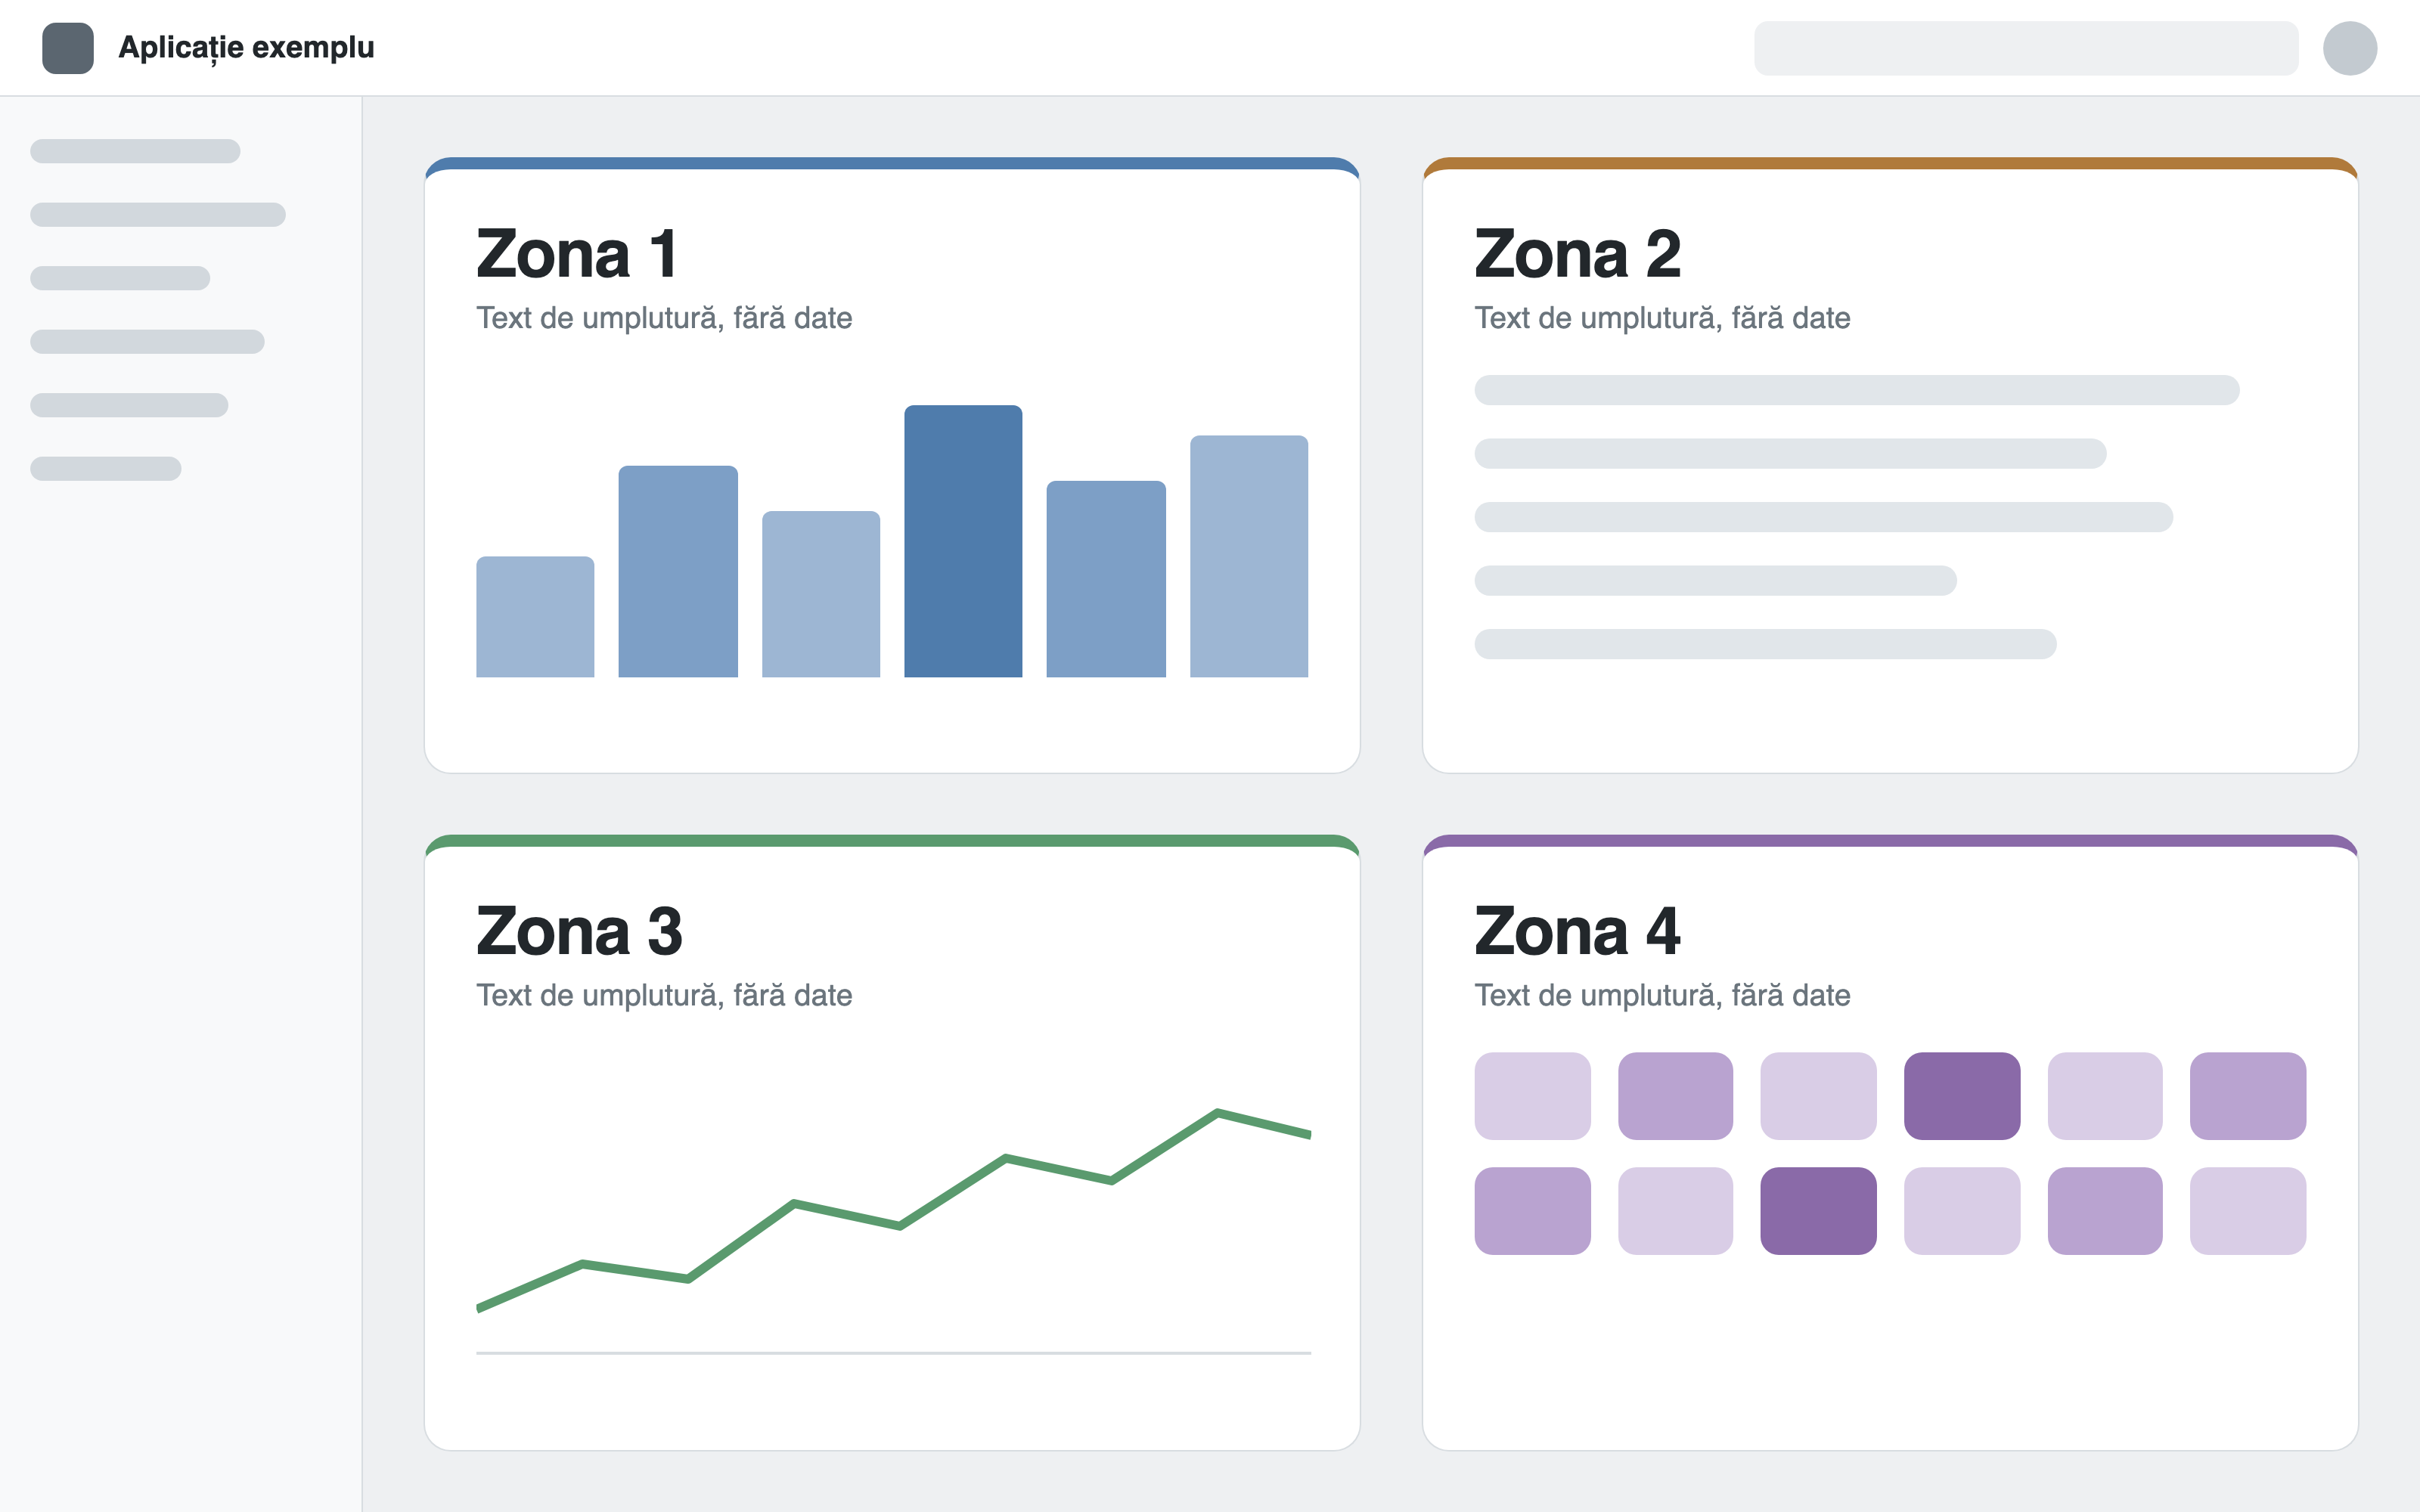 Aplicație exemplu
Zona 1
Text de umplutură, fără date
Zona 2
Text de umplutură, fără date
Zona 3
Text de umplutură, fără date
Zona 4
Text de umplutură, fără date